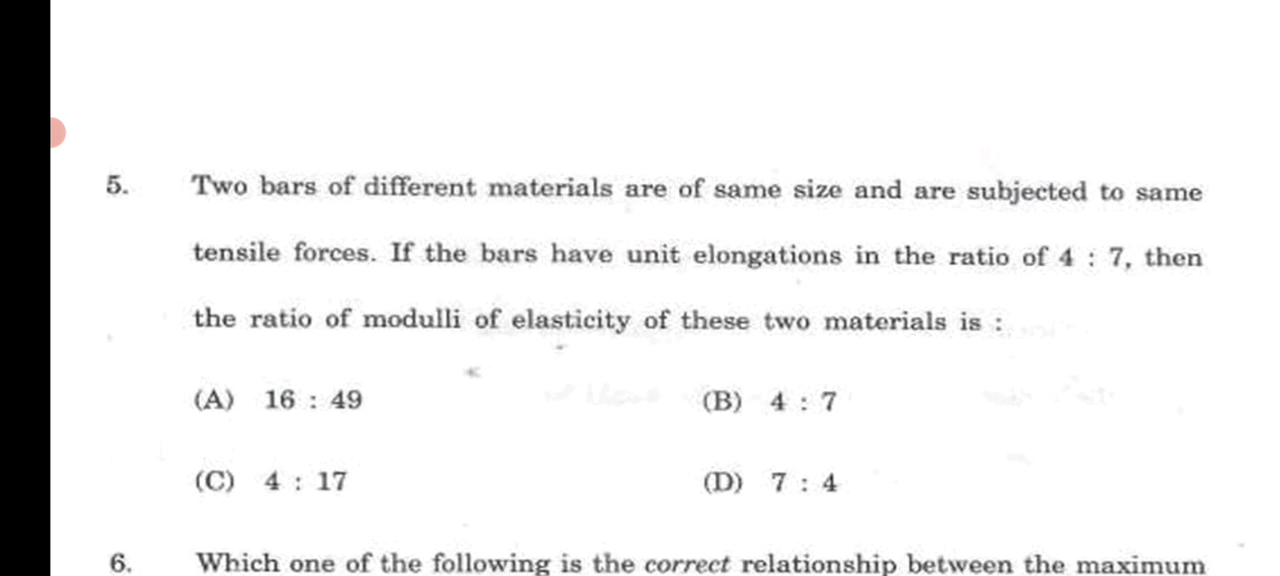 5. Two bars of different materials are of same size and are subjected to same
tensile forces. If the bars have unit elongations in the ratio of 4 : 7, then
the ratio of modulli of elasticity of these two materials is :
(A) 16 : 49 (B) 4 : 7
(C) 4 : 17 (D) 7 : 4
6. Which one of the following is the correct relationship between the maximum